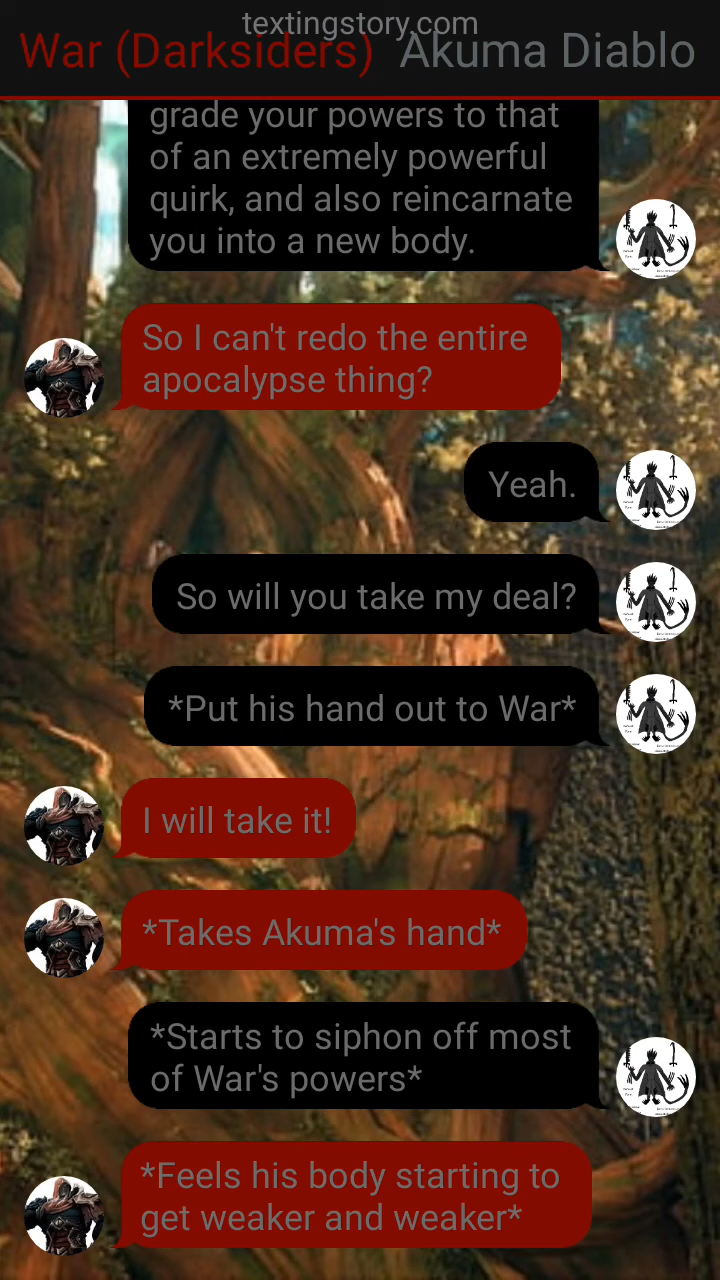 textingstory.com
War (Darksiders) Akuma Diablo
grade your powers to that
of an extremely powerful
quirk, and also reincarnate
you into a new body.
So I can't redo the entire
apocalypse thing?
Yeah.
So will you take my deal?
*Put his hand out to War*
I will take it!
*Takes Akuma's hand*
*Starts to siphon off most
of War's powers*
*Feels his body starting to
get weaker and weaker*